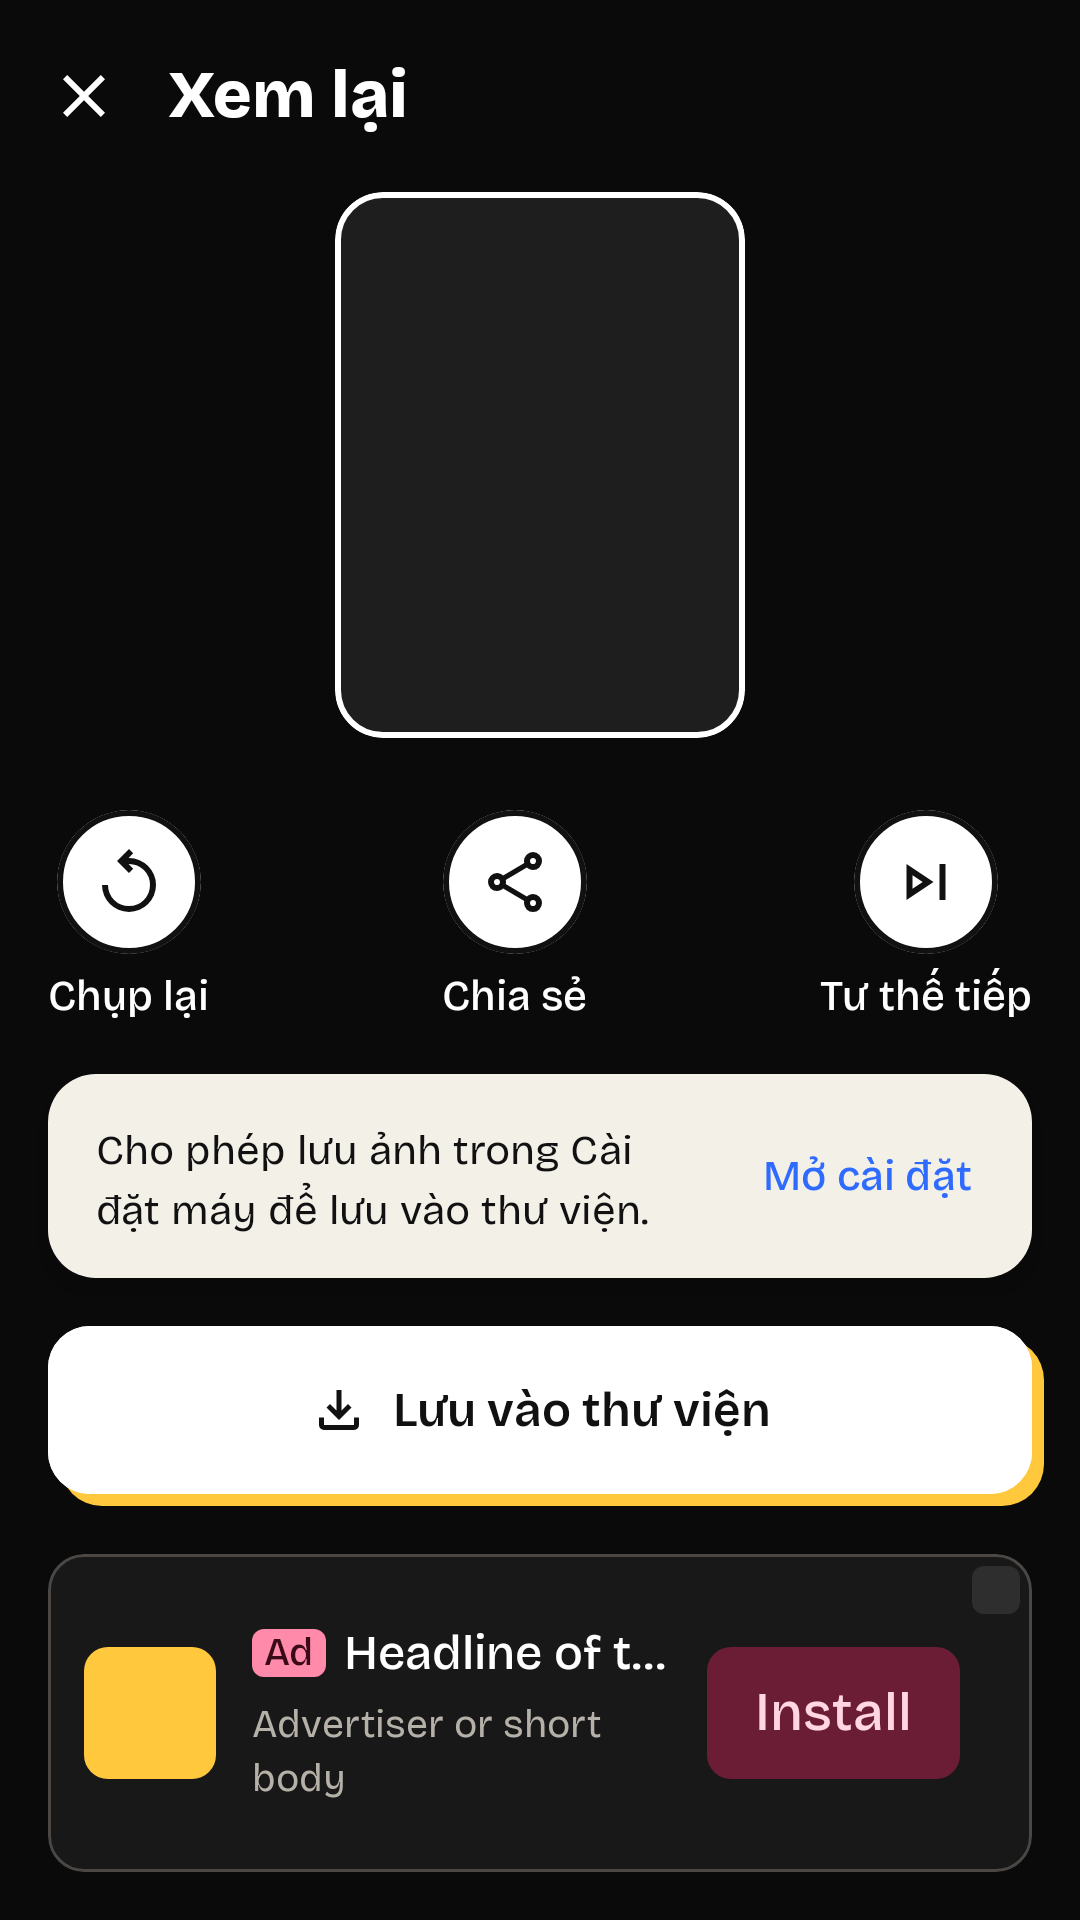 Xem lại
Chụp lại
Chia sẻ
Tư thế tiếp
Cho phép lưu ảnh trong Cài
đặt máy để lưu vào thư viện.
Mở cài đặt
Lưu vào thư viện
Ad Headline of t...
Advertiser or short
body
Install